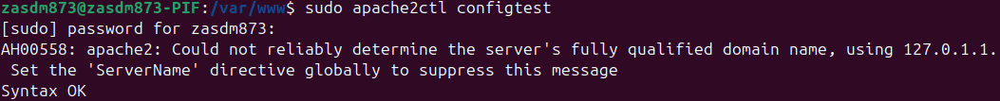 zasdm873@zasdm873-PIF:/var/www$ sudo apache2ctl configtest
[sudo] password for zasdm873:
AH00558: apache2: Could not reliably determine the server's fully qualified domain name, using 127.0.1.1.
 Set the 'ServerName' directive globally to suppress this message
Syntax OK